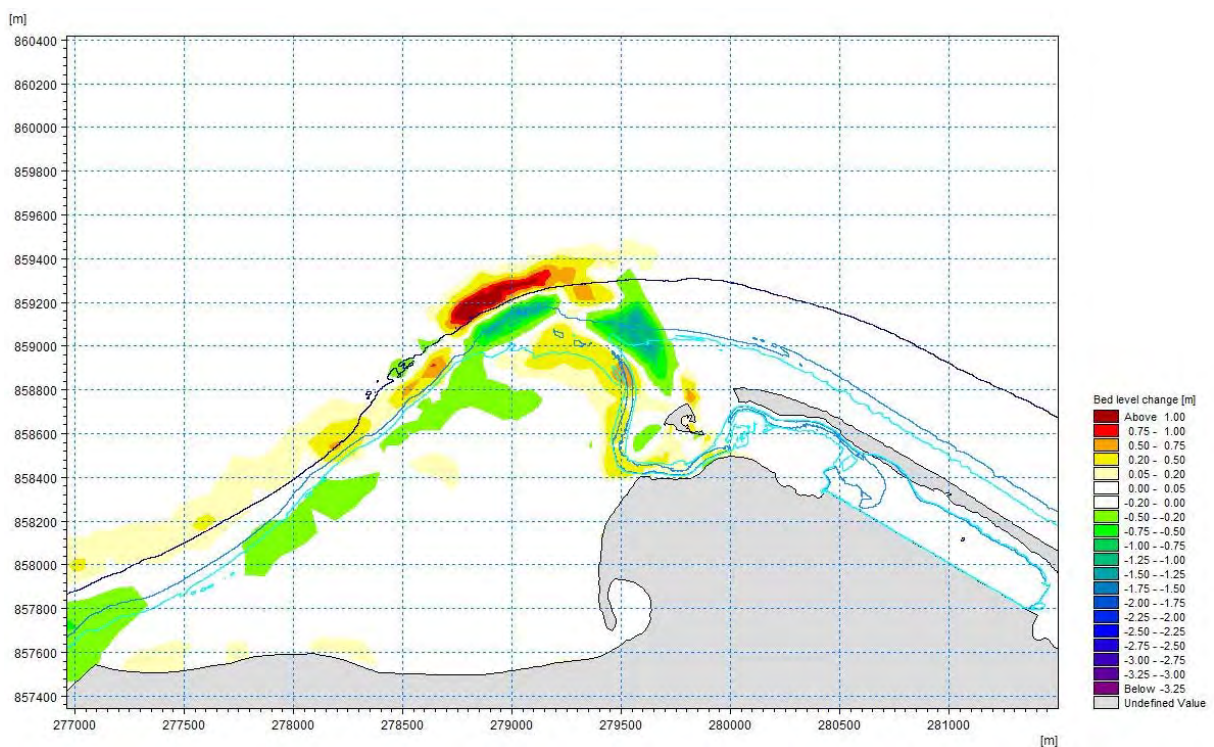 [m]
860400
860200
860000
859800
859600
859400
859200
859000
858800
858600
858400
858200
858000
857800
857600
857400
277000 277500 278000 278500 279000 279500 280000 280500 281000
[m]
Bed level change [m]
Above 1.00
0.75 - 1.00
0.50 - 0.75
0.20 - 0.50
0.05 - 0.20
0.00 - 0.05
-0.20 - 0.00
-0.50 - -0.20
-0.75 - -0.50
-1.00 - -0.75
-1.25 - -1.00
-1.50 - -1.25
-1.75 - -1.50
-2.00 - -1.75
-2.25 - -2.00
-2.50 - -2.25
-2.75 - -2.50
-3.00 - -2.75
-3.25 - -3.00
Below -3.25
Undefined Value